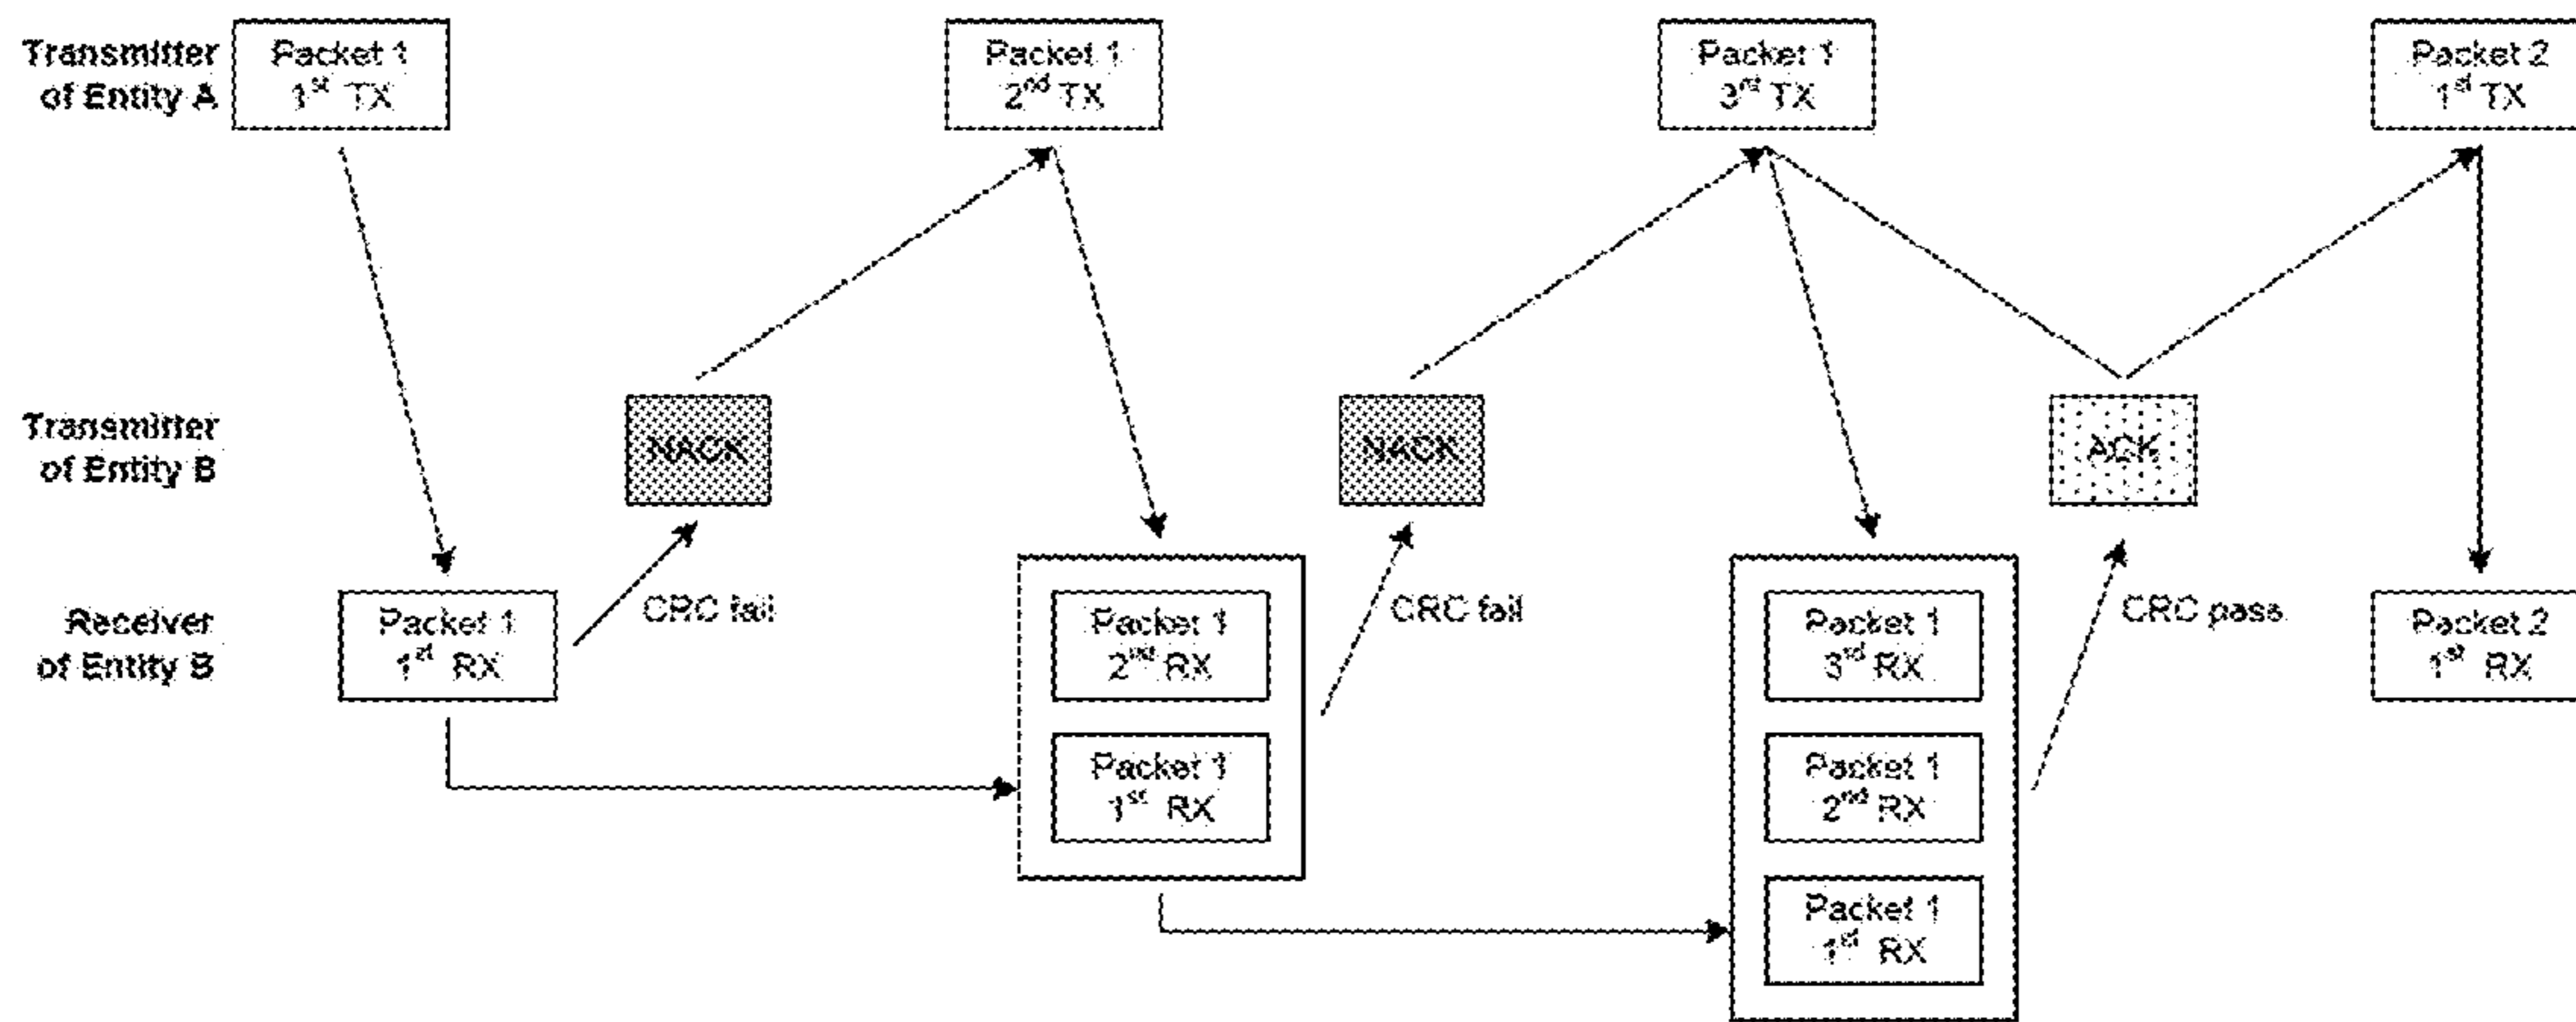 Transmitter
of Entity A
Packet 1
1st TX
Packet 1
2nd TX
Packet 1
3rd TX
Packet 2
1st TX
Transmitter
of Entity B
NACK
NACK
ACK
CRC fail
CRC fail
CRC pass
Receiver
of Entity B
Packet 1
1st RX
Packet 1
2nd RX
Packet 1
1st RX
Packet 1
3rd RX
Packet 1
2nd RX
Packet 1
1st RX
Packet 2
1st RX